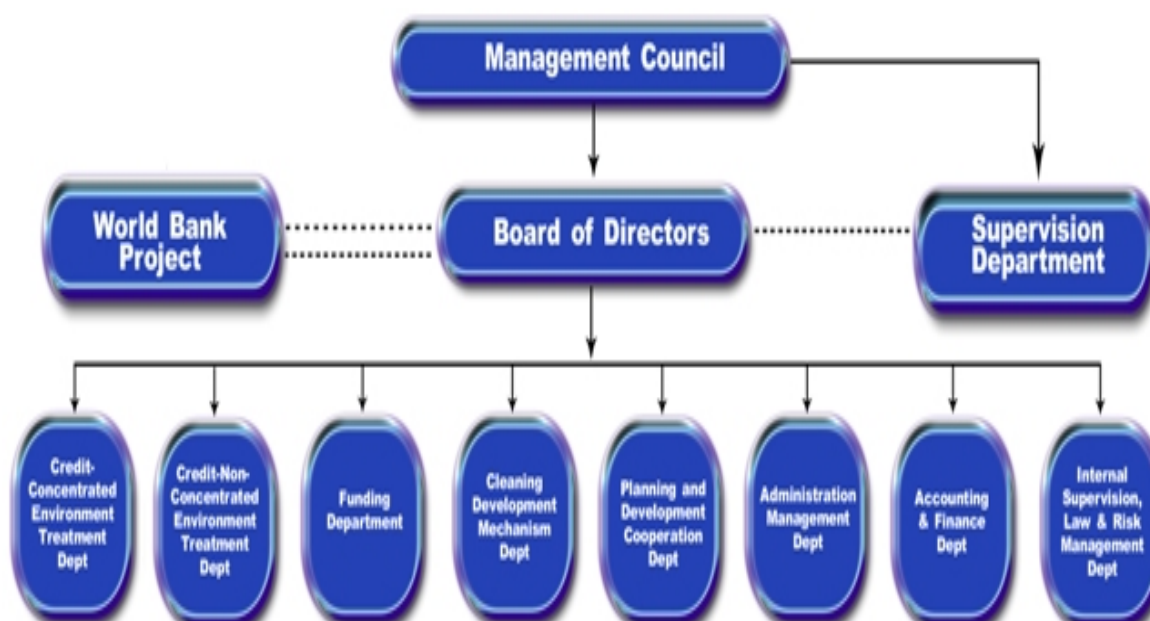 Management Council
World Bank
Project
Board of Directors
Supervision
Department
Credit-
Concentrated
Environment
Treatment
Dept
Credit-Non-
Concentrated
Environment
Treatment
Dept
Funding
Department
Cleaning
Development
Mechanism
Dept
Planning and
Development
Cooperation
Dept
Administration
Management
Dept
Accounting
& Finance
Dept
Internal
Supervision,
Law & Risk
Management
Dept